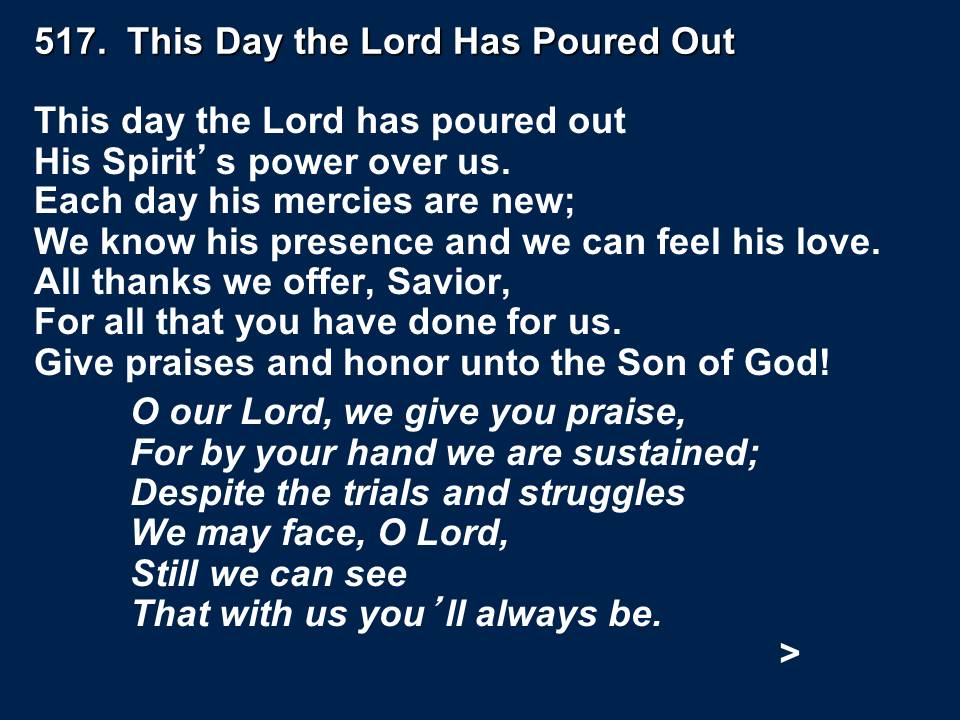 517. This Day the Lord Has Poured Out
This day the Lord has poured out
His Spirit’s power over us.
Each day his mercies are new;
We know his presence and we can feel his love.
All thanks we offer, Savior,
For all that you have done for us.
Give praises and honor unto the Son of God!
O our Lord, we give you praise,
For by your hand we are sustained;
Despite the trials and struggles
We may face, O Lord,
Still we can see
That with us you’ll always be.
>